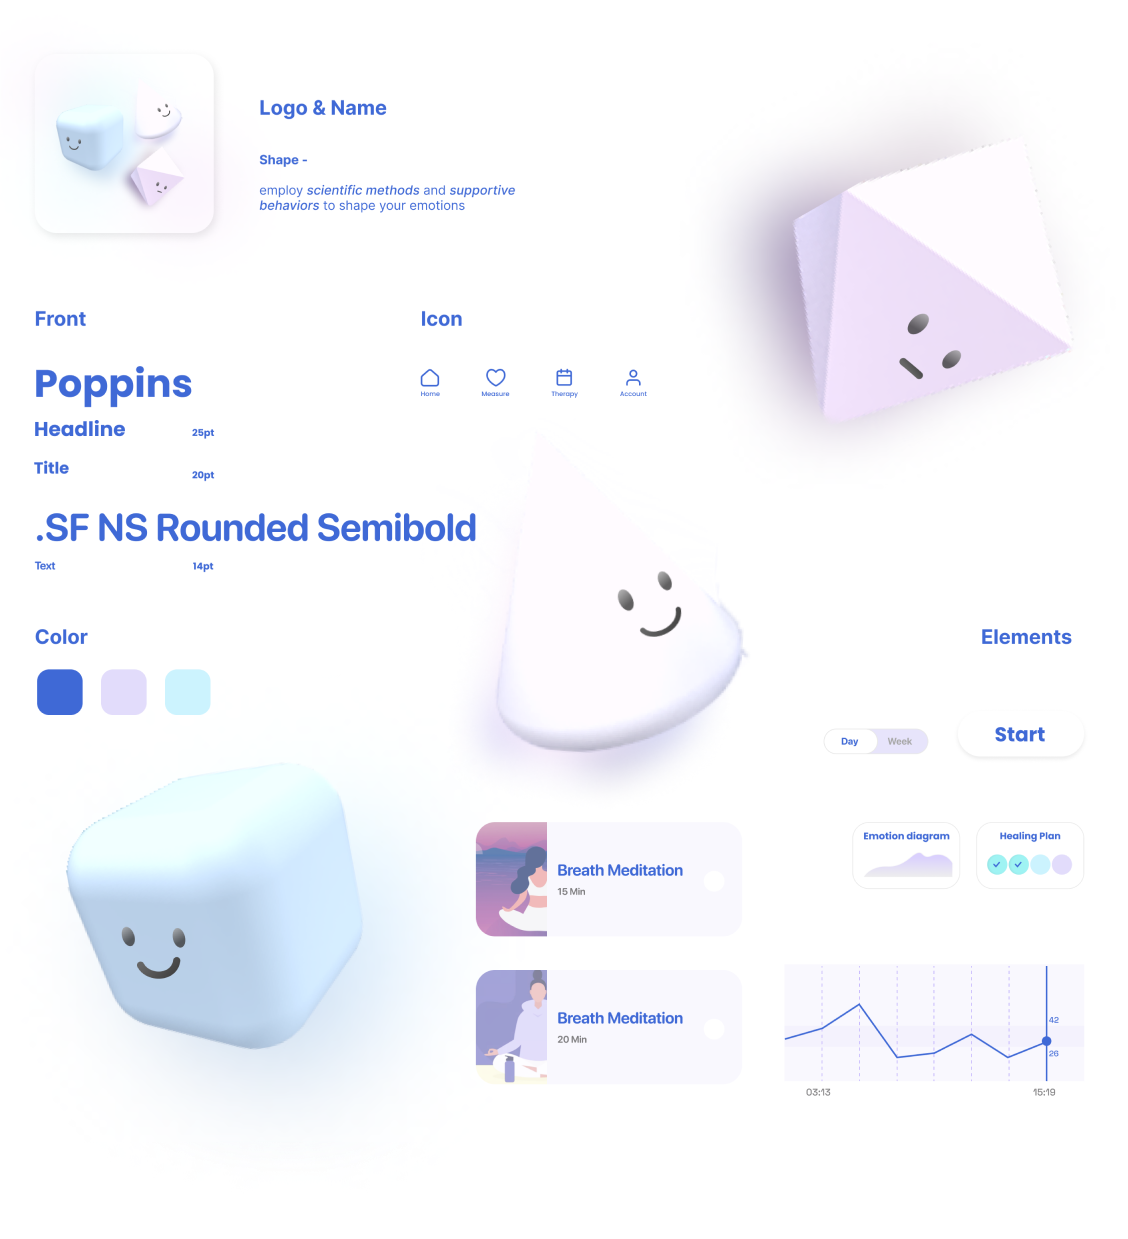 Logo & Name
Shape -
employ scientific methods and supportive
behaviors to shape your emotions
Front
Poppins
Headline 25pt
Title 20pt
.SF NS Rounded Semibold
Text 14pt
Icon
Home Measure Therapy Account
Color
Elements
Day Week
Start
Emotion diagram
Healing Plan
Breath Meditation
15 Min
Breath Meditation
20 Min
42
26
03:13 15:19